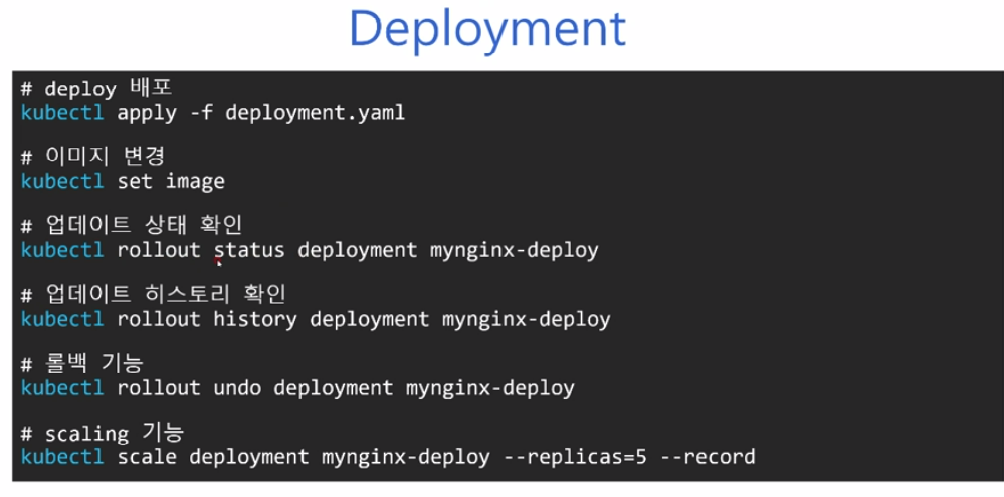 Deployment
# deploy 배포
kubectl apply -f deployment.yaml
# 이미지 변경
kubectl set image
# 업데이트 상태 확인
kubectl rollout status deployment mynginx-deploy
# 업데이트 히스토리 확인
kubectl rollout history deployment mynginx-deploy
# 롤백 기능
kubectl rollout undo deployment mynginx-deploy
# scaling 기능
kubectl scale deployment mynginx-deploy --replicas=5 --record